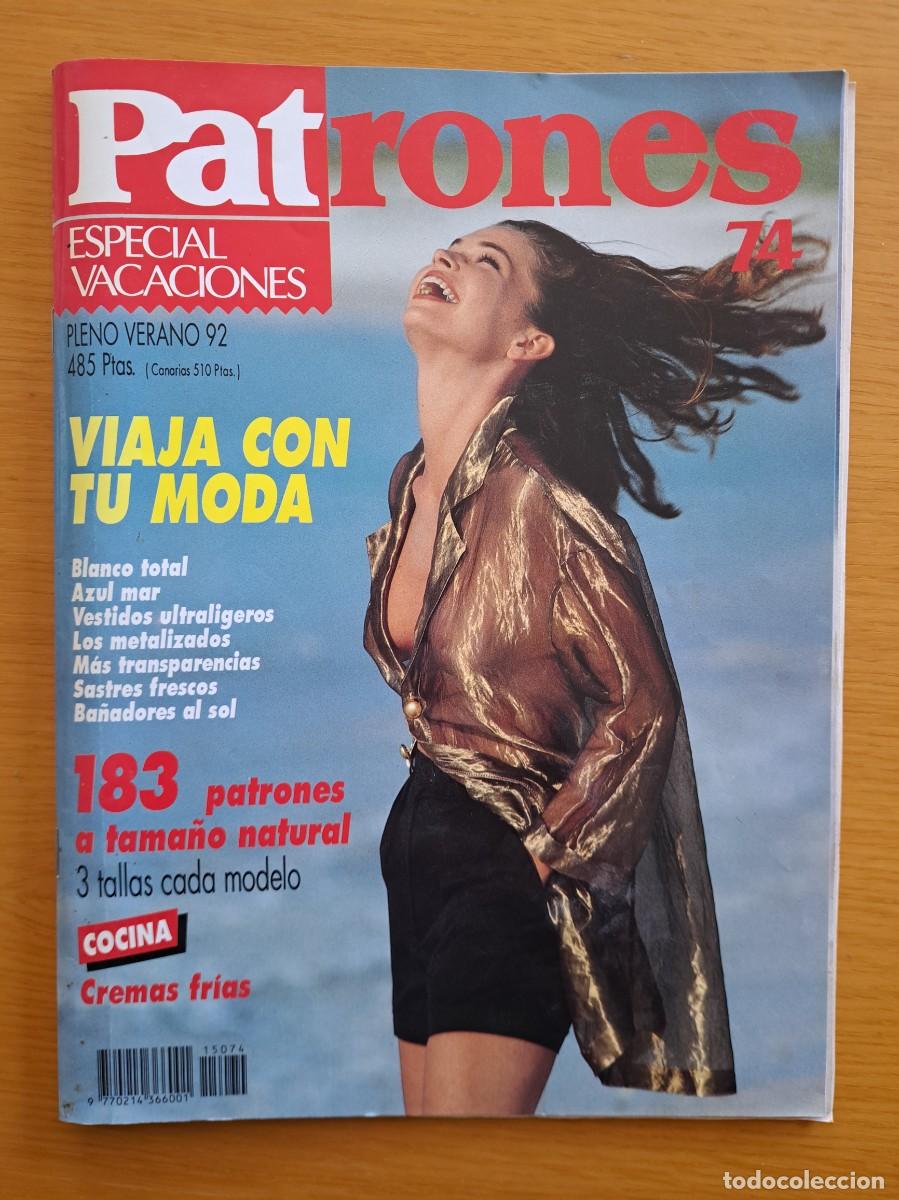 Patrones
74
ESPECIAL
VACACIONES
PLENO VERANO 92
485 Ptas. (Canarias 510 Ptas.)
VIAJA CON
TU MODA
Blanco total
Azul mar
Vestidos ultraligeros
Los metalizados
Más transparencias
Sastres frescos
Bañadores al sol
183 patrones
a tamaño natural
3 tallas cada modelo
COCINA
Cremas frías
15074
9 770214 366001
todocoleccion